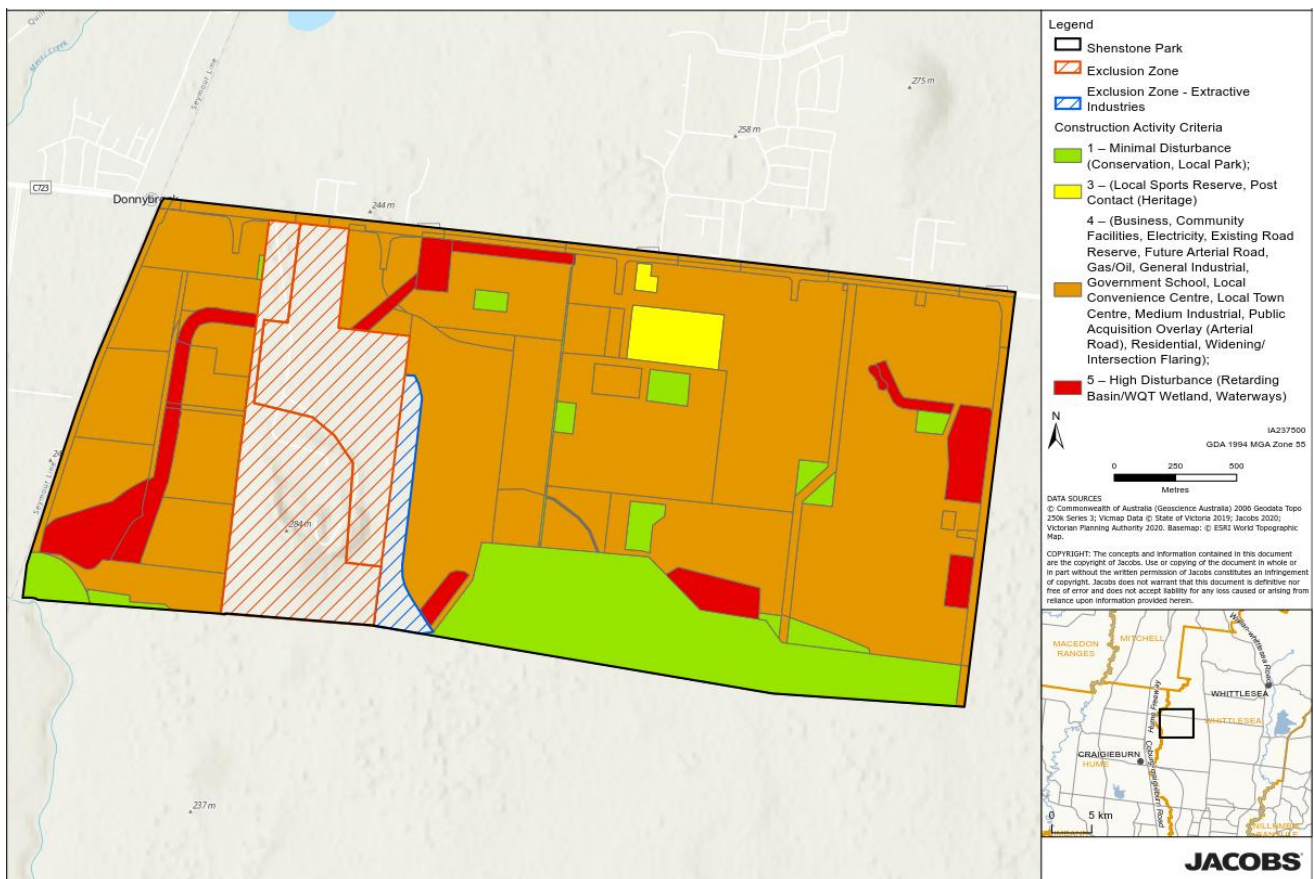 Merri Creek
Seymour Line
275 m
258 m
C723
Donnybrook
244 m
Seymour Line
284 m
237 m
Legend
Shenstone Park
Exclusion Zone
Exclusion Zone - Extractive
Industries
Construction Activity Criteria
1 – Minimal Disturbance
(Conservation, Local Park);
3 – (Local Sports Reserve, Post
Contact (Heritage)
4 – (Business, Community
Facilities, Electricity, Existing Road
Reserve, Future Arterial Road,
Gas/Oil, General Industrial,
Government School, Local
Convenience Centre, Local Town
Centre, Medium Industrial, Public
Acquisition Overlay (Arterial
Road), Residential, Widening/
Intersection Flaring);
5 – High Disturbance (Retarding
Basin/WQT Wetland, Waterways)
N
IA237500
GDA 1994 MGA Zone 55
0 250 500
Metres
DATA SOURCES
© Commonwealth of Australia (Geoscience Australia) 2006 Geodata Topo
250k Series 3; Vicmap Data © State of Victoria 2019; Jacobs 2020;
Victorian Planning Authority 2020. Basemap: © ESRI World Topographic
Map.
COPYRIGHT: The concepts and information contained in this document
are the copyright of Jacobs. Use or copying of the document in whole or
in part without the written permission of Jacobs constitutes an infringement
of copyright. Jacobs does not warrant that this document is definitive nor
free of error and does not accept liability for any loss caused or arising from
reliance upon information provided herein.
MACEDON
RANGES
MITCHELL
Hume Freeway
WHITTLESEA
WHITTLESEA
CRAIGIEBURN
HUME
0 5 km
JACOBS